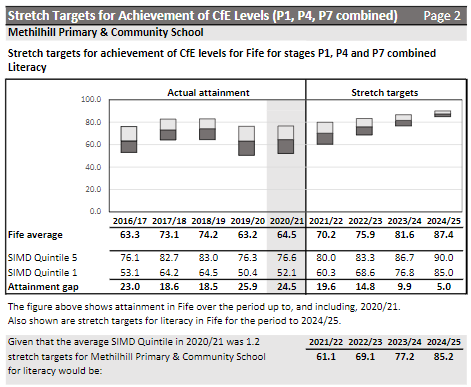 Stretch Targets for Achievement of CfE Levels (P1, P4, P7 combined) Page 2
Methilhill Primary & Community School
Stretch targets for achievement of CfE levels for Fife for stages P1, P4 and P7 combined
Literacy
Actual attainment Stretch targets
100.0
80.0
60.0
40.0
20.0
0.0
2016/17 2017/18 2018/19 2019/20 2020/21 2021/22 2022/23 2023/24 2024/25
Fife average 63.3 73.1 74.2 63.2 64.5 70.2 75.9 81.6 87.4
SIMD Quintile 5 76.1 82.7 83.0 76.3 76.6 80.0 83.3 86.7 90.0
SIMD Quintile 1 53.1 64.2 64.5 50.4 52.1 60.3 68.6 76.8 85.0
Attainment gap 23.0 18.6 18.5 25.9 24.5 19.6 14.8 9.9 5.0
The figure above shows attainment in Fife over the period up to, and including, 2020/21.
Also shown are stretch targets for literacy in Fife for the period to 2024/25.
Given that the average SIMD Quintile in 2020/21 was 1.2 2021/22 2022/23 2023/24 2024/25
stretch targets for Methilhill Primary & Community School 61.1 69.1 77.2 85.2
for literacy would be: